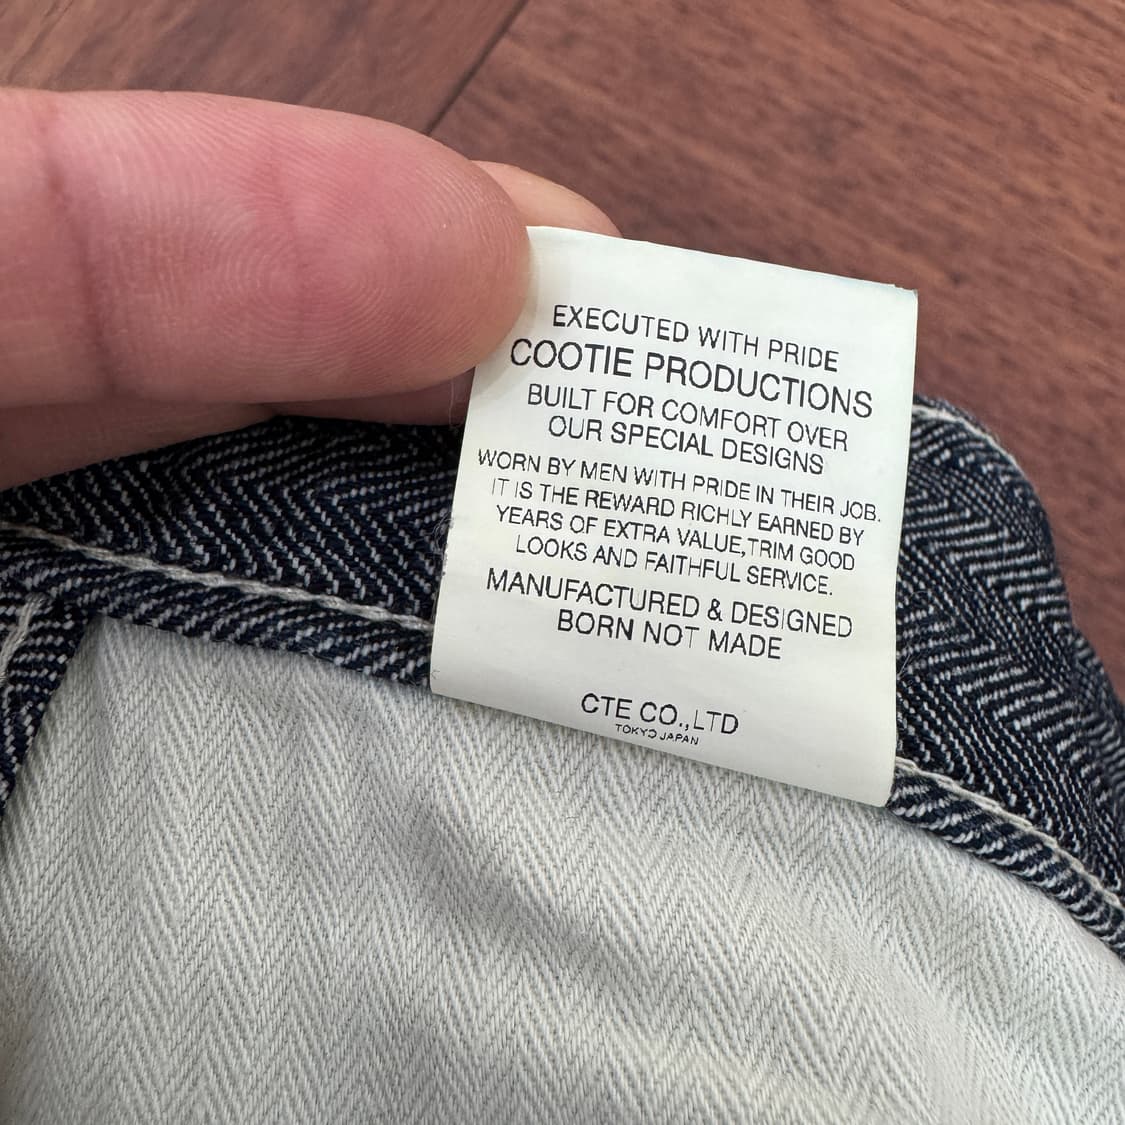 EXECUTED WITH PRIDE
COOTIE PRODUCTIONS
BUILT FOR COMFORT OVER
OUR SPECIAL DESIGNS
WORN BY MEN WITH PRIDE IN THEIR JOB.
IT IS THE REWARD RICHLY EARNED BY
YEARS OF EXTRA VALUE,TRIM GOOD
LOOKS AND FAITHFUL SERVICE.
MANUFACTURED & DESIGNED
BORN NOT MADE
CTE CO.,LTD
TOKYO JAPAN